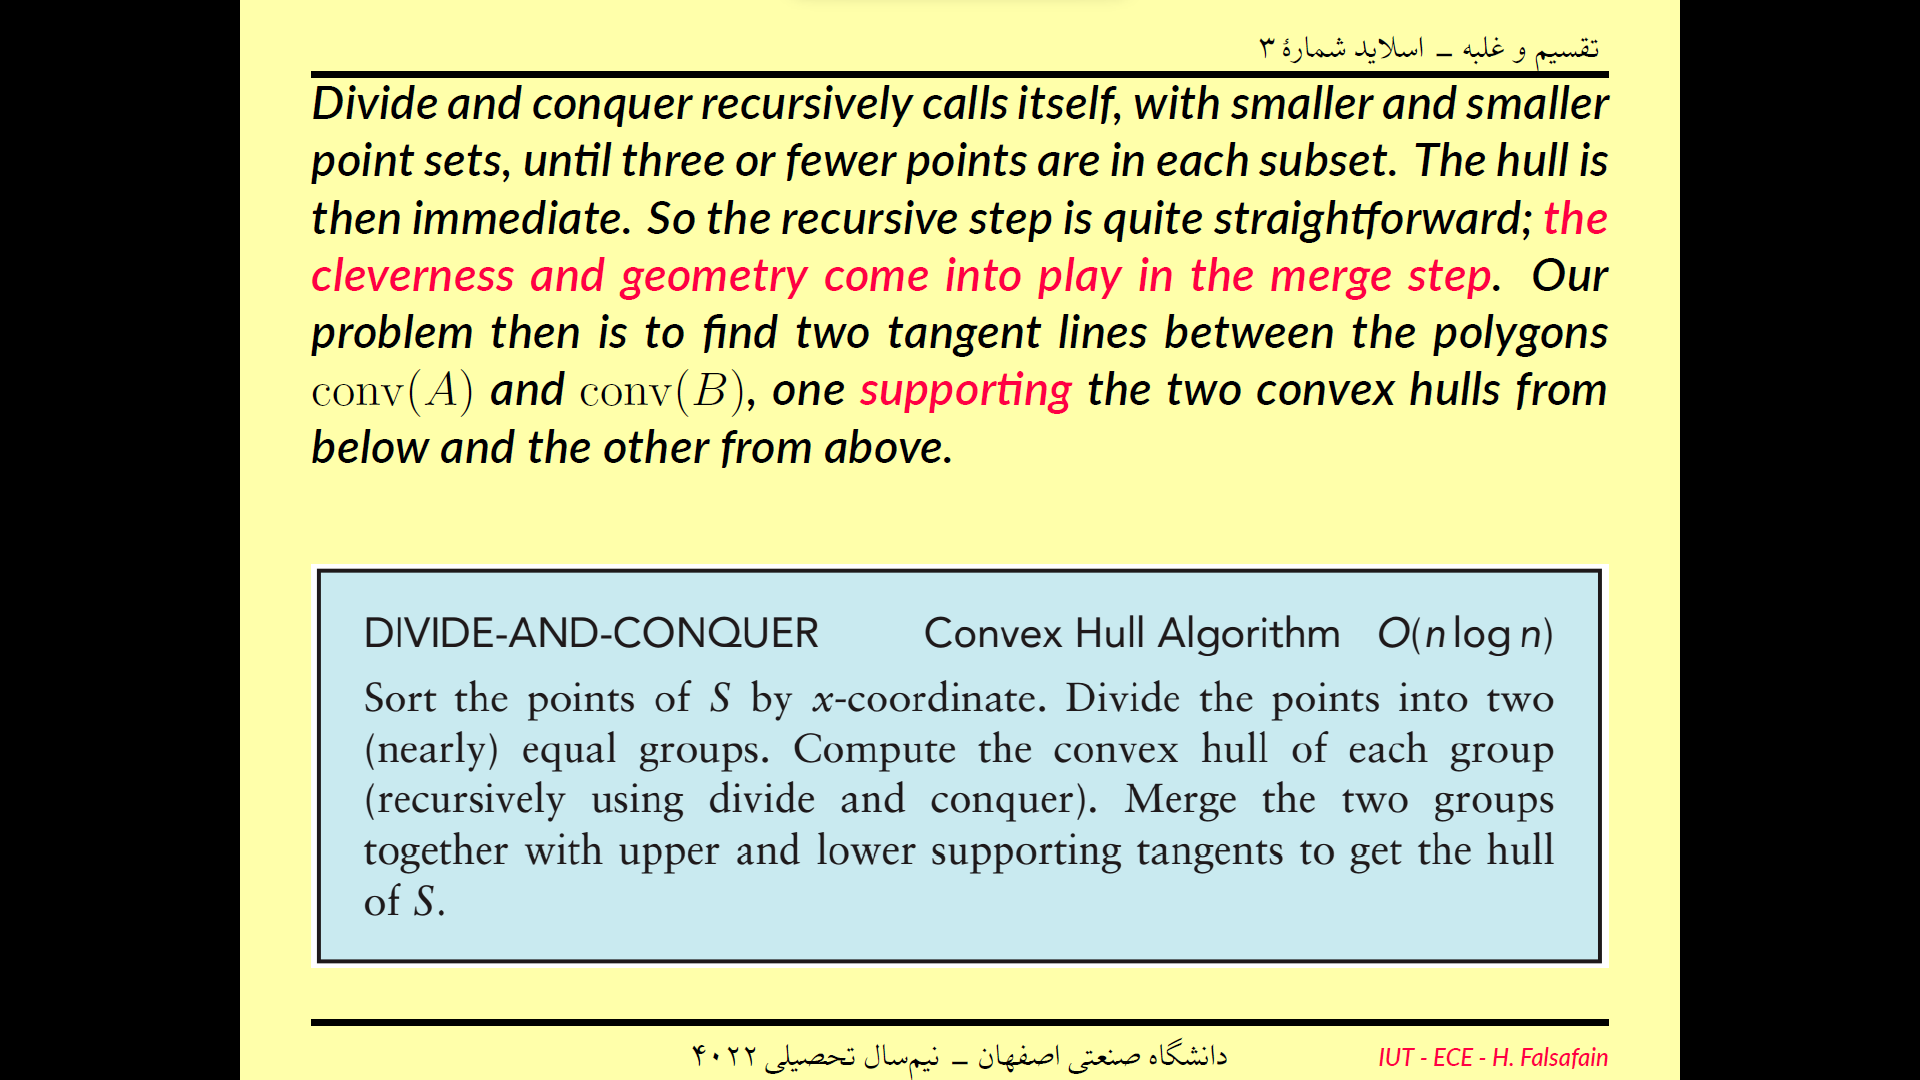 تقسیم و غلبه – اسلاید شمارهٔ ۳
Divide and conquer recursively calls itself, with smaller and smaller
point sets, until three or fewer points are in each subset. The hull is
then immediate. So the recursive step is quite straightforward; the
cleverness and geometry come into play in the merge step. Our
problem then is to find two tangent lines between the polygons
conv(A) and conv(B), one supporting the two convex hulls from
below and the other from above.
DIVIDE-AND-CONQUER Convex Hull Algorithm O(n log n)
Sort the points of S by x-coordinate. Divide the points into two
(nearly) equal groups. Compute the convex hull of each group
(recursively using divide and conquer). Merge the two groups
together with upper and lower supporting tangents to get the hull
of S.
دانشگاه صنعتی اصفهان – نیم‌سال تحصیلی ۴۰۲۲
IUT - ECE - H. Falsafain